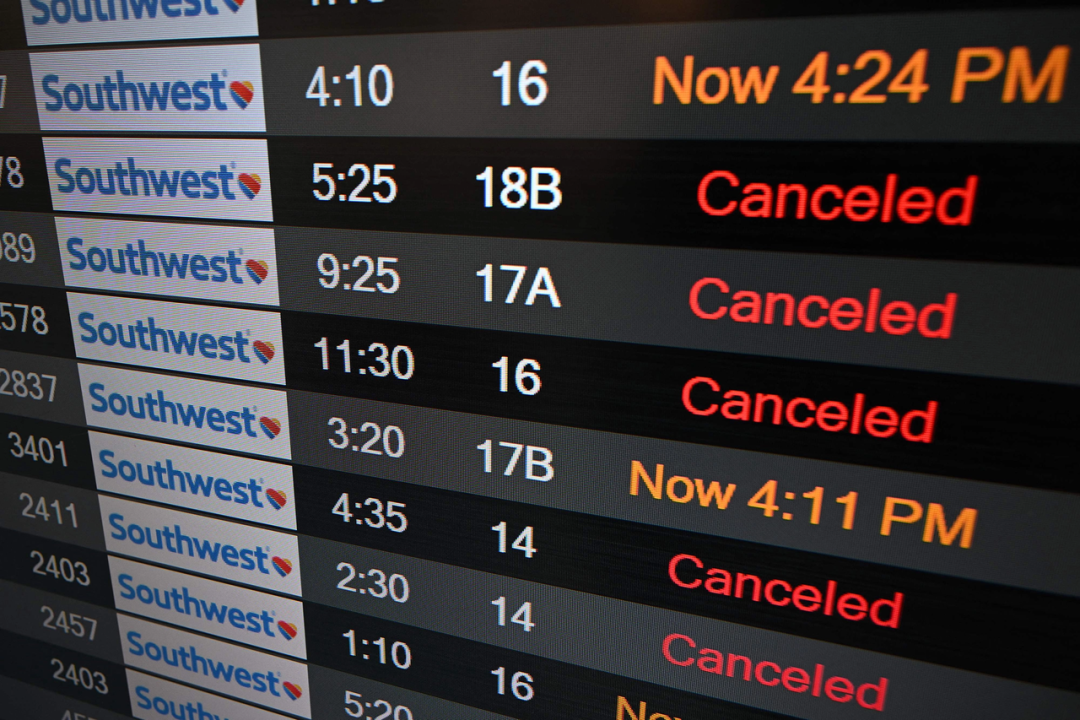 Southwest
Southwest 4:10 16 Now 4:24 PM
78 Southwest 5:25 18B Canceled
89 Southwest 9:25 17A Canceled
578 Southwest 11:30 16 Canceled
2837 Southwest 3:20 17B Now 4:11 PM
3401 Southwest 4:35 14 Canceled
2411 Southwest 2:30 14 Canceled
2403 Southwest 1:10 16 Now
2457 Southwest 5:20
2403 Southwest